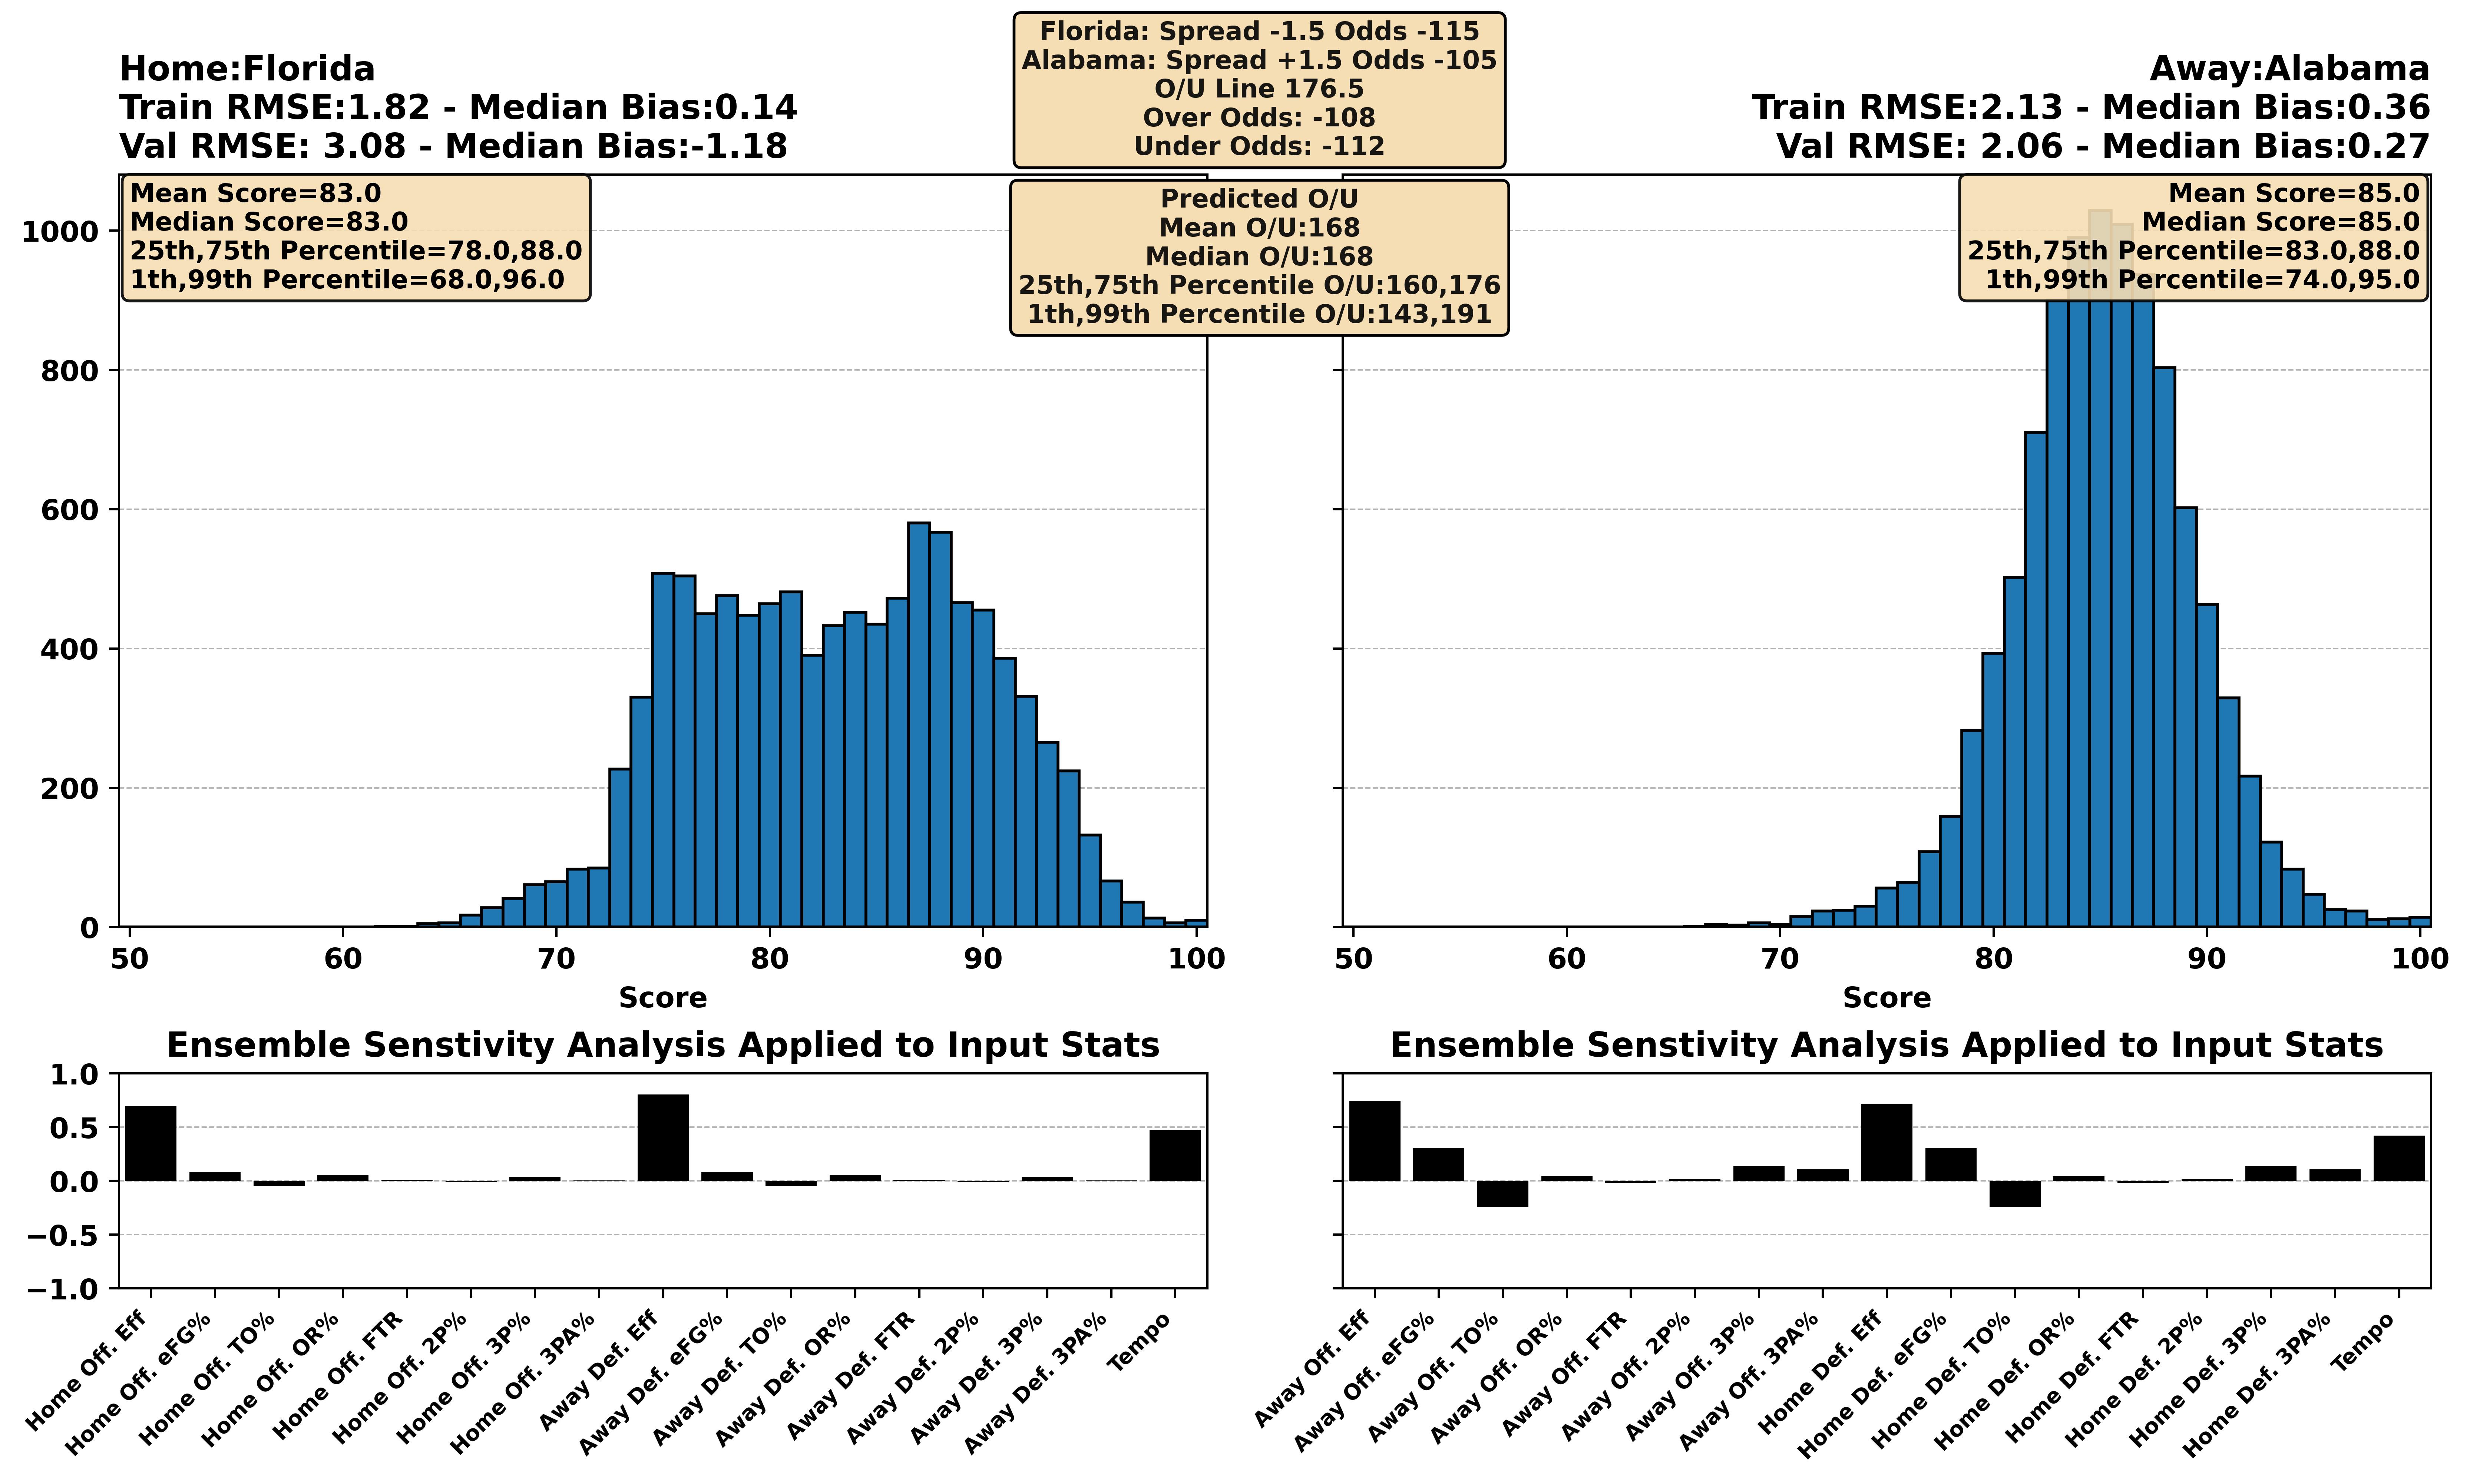 Florida: Spread -1.5 Odds -115
Alabama: Spread +1.5 Odds -105
O/U Line 176.5
Over Odds: -108
Under Odds: -112
Home:Florida
Train RMSE:1.82 - Median Bias:0.14
Val RMSE: 3.08 - Median Bias:-1.18
Away:Alabama
Train RMSE:2.13 - Median Bias:0.36
Val RMSE: 2.06 - Median Bias:0.27
Mean Score=83.0
Median Score=83.0
25th,75th Percentile=78.0,88.0
1th,99th Percentile=68.0,96.0
Predicted O/U
Mean O/U:168
Median O/U:168
25th,75th Percentile O/U:160,176
1th,99th Percentile O/U:143,191
Mean Score=85.0
Median Score=85.0
25th,75th Percentile=83.0,88.0
1th,99th Percentile=74.0,95.0
1000
800
600
400
200
0
50 60 70 80 90 100
Score
50 60 70 80 90 100
Score
Ensemble Senstivity Analysis Applied to Input Stats
Ensemble Senstivity Analysis Applied to Input Stats
1.0
0.5
0.0
−0.5
−1.0
Home Off. Eff
Home Off. eFG%
Home Off. TO%
Home Off. OR%
Home Off. FTR
Home Off. 2P%
Home Off. 3P%
Home Off. 3PA%
Away Def. Eff
Away Def. eFG%
Away Def. TO%
Away Def. OR%
Away Def. FTR
Away Def. 2P%
Away Def. 3P%
Away Def. 3PA%
Tempo
Away Off. Eff
Away Off. eFG%
Away Off. TO%
Away Off. OR%
Away Off. FTR
Away Off. 2P%
Away Off. 3P%
Away Off. 3PA%
Home Def. Eff
Home Def. eFG%
Home Def. TO%
Home Def. OR%
Home Def. FTR
Home Def. 2P%
Home Def. 3P%
Home Def. 3PA%
Tempo